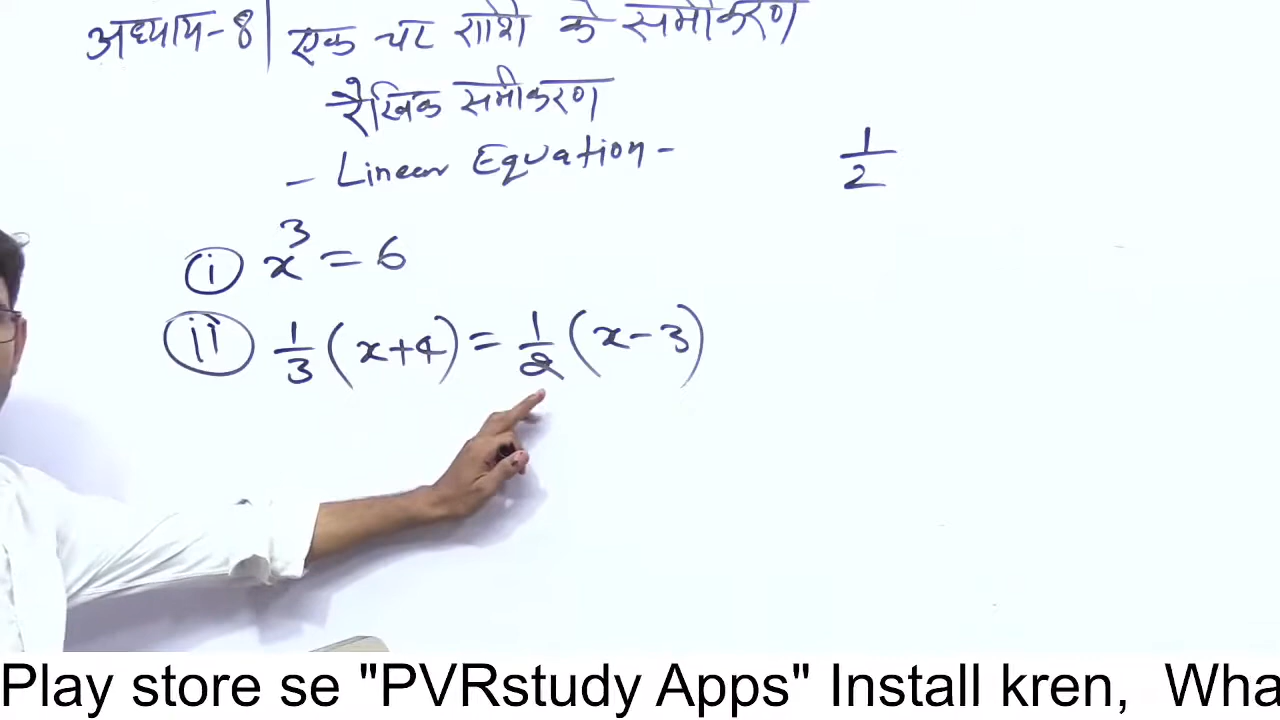 अध्याय-8| एक चर राशि के समीकरण
रैखिक समीकरण
- Linear Equation -
1/2
(i) x³ = 6
(ii) 1/3 (x+4) = 1/2 (x-3)
Play store se "PVRstudy Apps" Install kren, Wha